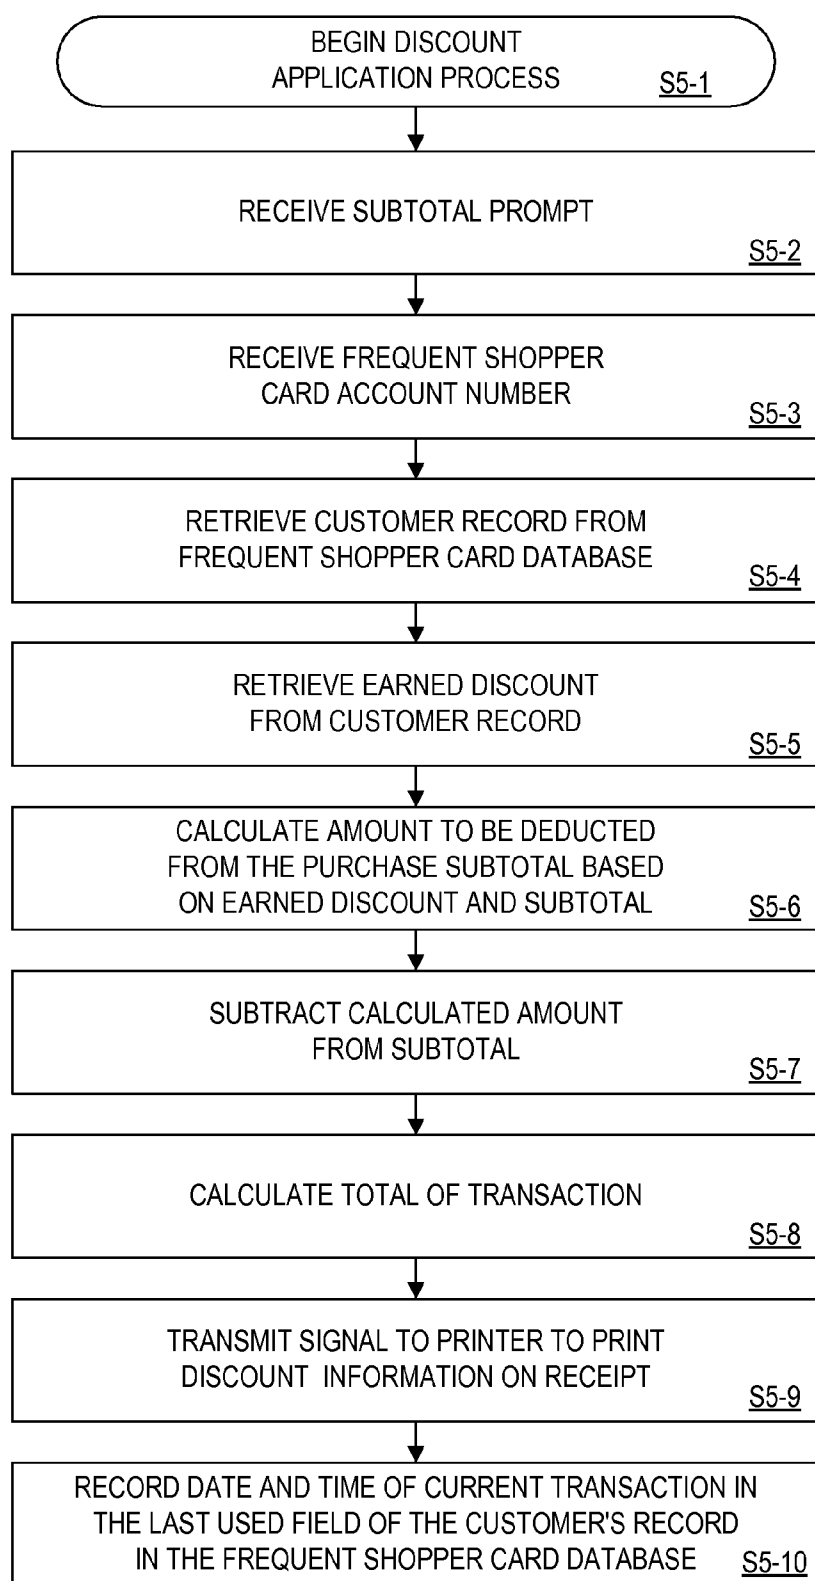 BEGIN DISCOUNT
APPLICATION PROCESS
S5-1
RECEIVE SUBTOTAL PROMPT
S5-2
RECEIVE FREQUENT SHOPPER
CARD ACCOUNT NUMBER
S5-3
RETRIEVE CUSTOMER RECORD FROM
FREQUENT SHOPPER CARD DATABASE
S5-4
RETRIEVE EARNED DISCOUNT
FROM CUSTOMER RECORD
S5-5
CALCULATE AMOUNT TO BE DEDUCTED
FROM THE PURCHASE SUBTOTAL BASED
ON EARNED DISCOUNT AND SUBTOTAL
S5-6
SUBTRACT CALCULATED AMOUNT
FROM SUBTOTAL
S5-7
CALCULATE TOTAL OF TRANSACTION
S5-8
TRANSMIT SIGNAL TO PRINTER TO PRINT
DISCOUNT INFORMATION ON RECEIPT
S5-9
RECORD DATE AND TIME OF CURRENT TRANSACTION IN
THE LAST USED FIELD OF THE CUSTOMER'S RECORD
IN THE FREQUENT SHOPPER CARD DATABASE
S5-10